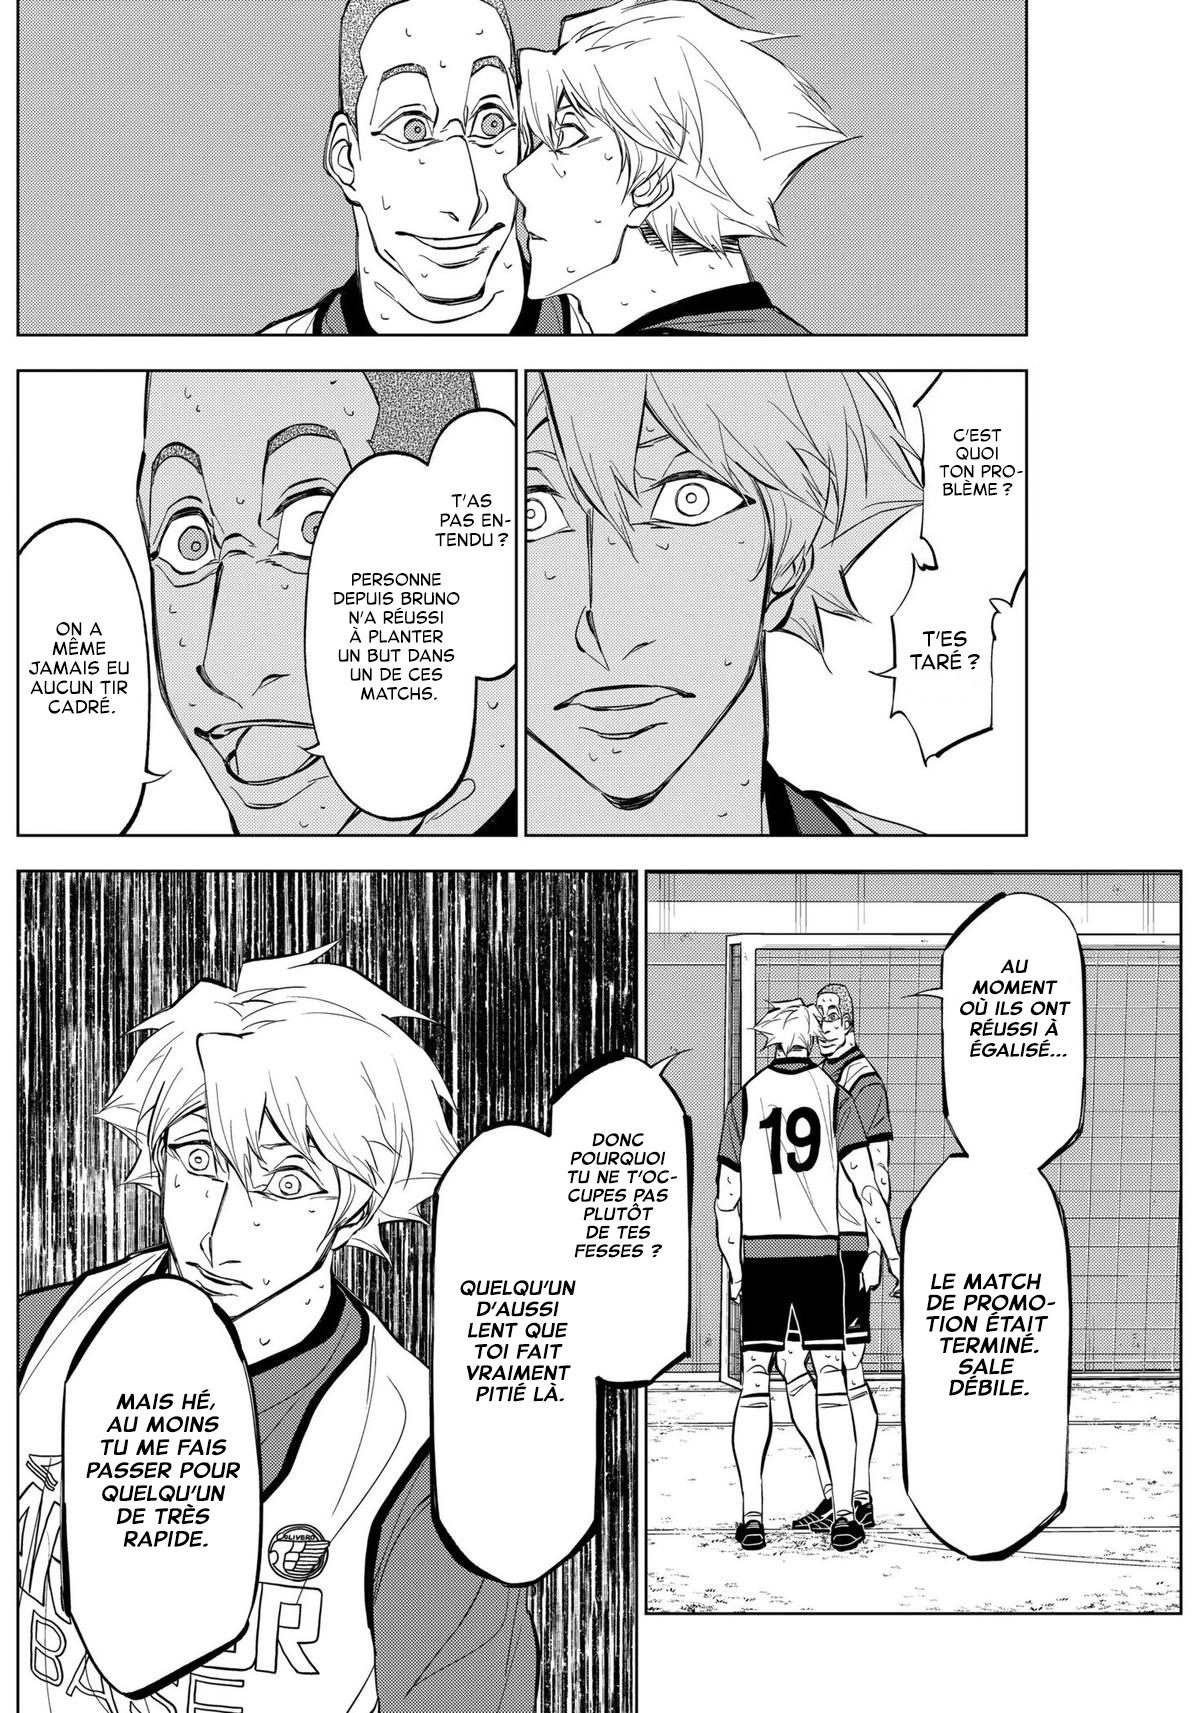 C'EST
QUOI
TON PRO-
BLÈME ?
T'ES
TARÉ ?
T'AS
PAS EN-
TENDU ?
PERSONNE
DEPUIS BRUNO
N'A RÉUSSI
À PLANTER
UN BUT DANS
UN DE CES
MATCHS.
ON A
MÊME
JAMAIS EU
AUCUN TIR
CADRÉ.
AU
MOMENT
OÙ ILS ONT
RÉUSSI À
ÉGALISÉ...
19
LE MATCH
DE PROMO-
TION ÉTAIT
TERMINÉ.
SALE
DÉBILE.
DONC
POURQUOI
TU NE T'OC-
CUPES PAS
PLUTÔT
DE TES
FESSES ?
QUELQU'UN
D'AUSSI
LENT QUE
TOI FAIT
VRAIMENT
PITIÉ LÀ.
MAIS HÉ,
AU MOINS
TU ME FAIS
PASSER POUR
QUELQU'UN
DE TRÈS
RAPIDE.
OLIVERO
BASE